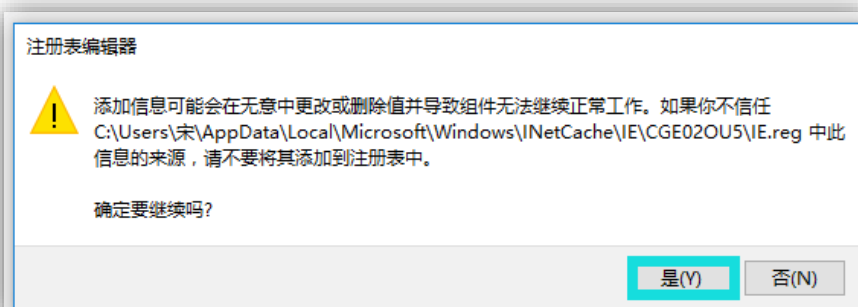 注册表编辑器
添加信息可能会在无意中更改或删除值并导致组件无法继续正常工作。如果你不信任
C:\Users\宋\AppData\Local\Microsoft\Windows\INetCache\IE\CGE02OU5\IE.reg 中此
信息的来源，请不要将其添加到注册表中。
确定要继续吗?
是(Y) 否(N)